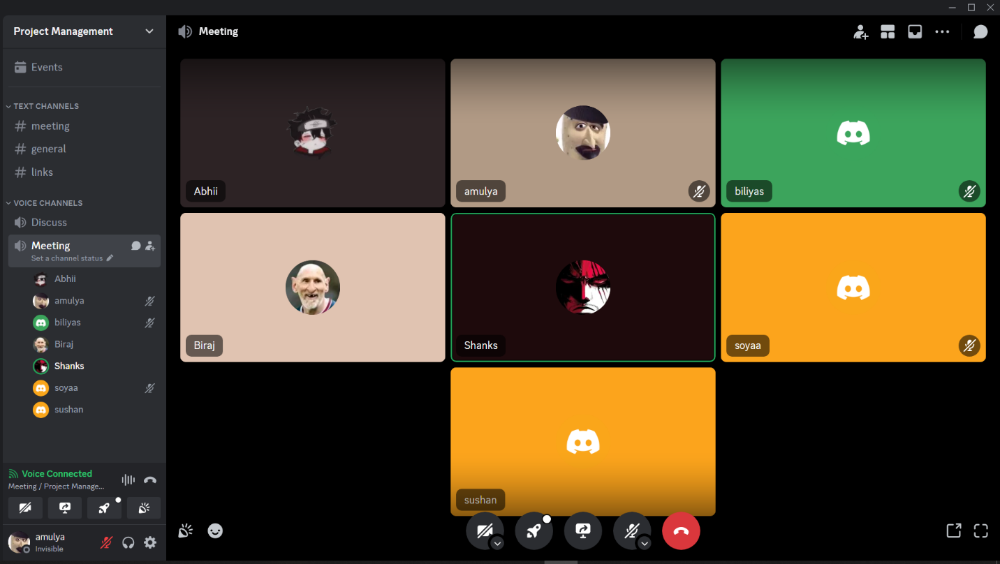 Project Management
Events
TEXT CHANNELS
meeting
general
links
VOICE CHANNELS
Discuss
Meeting
Set a channel status
Abhii
amulya
biliyas
Biraj
Shanks
soyaa
sushan
Voice Connected
Meeting / Project Manage...
amulya
Invisible
Meeting
Abhii
amulya
biliyas
Biraj
Shanks
soyaa
sushan